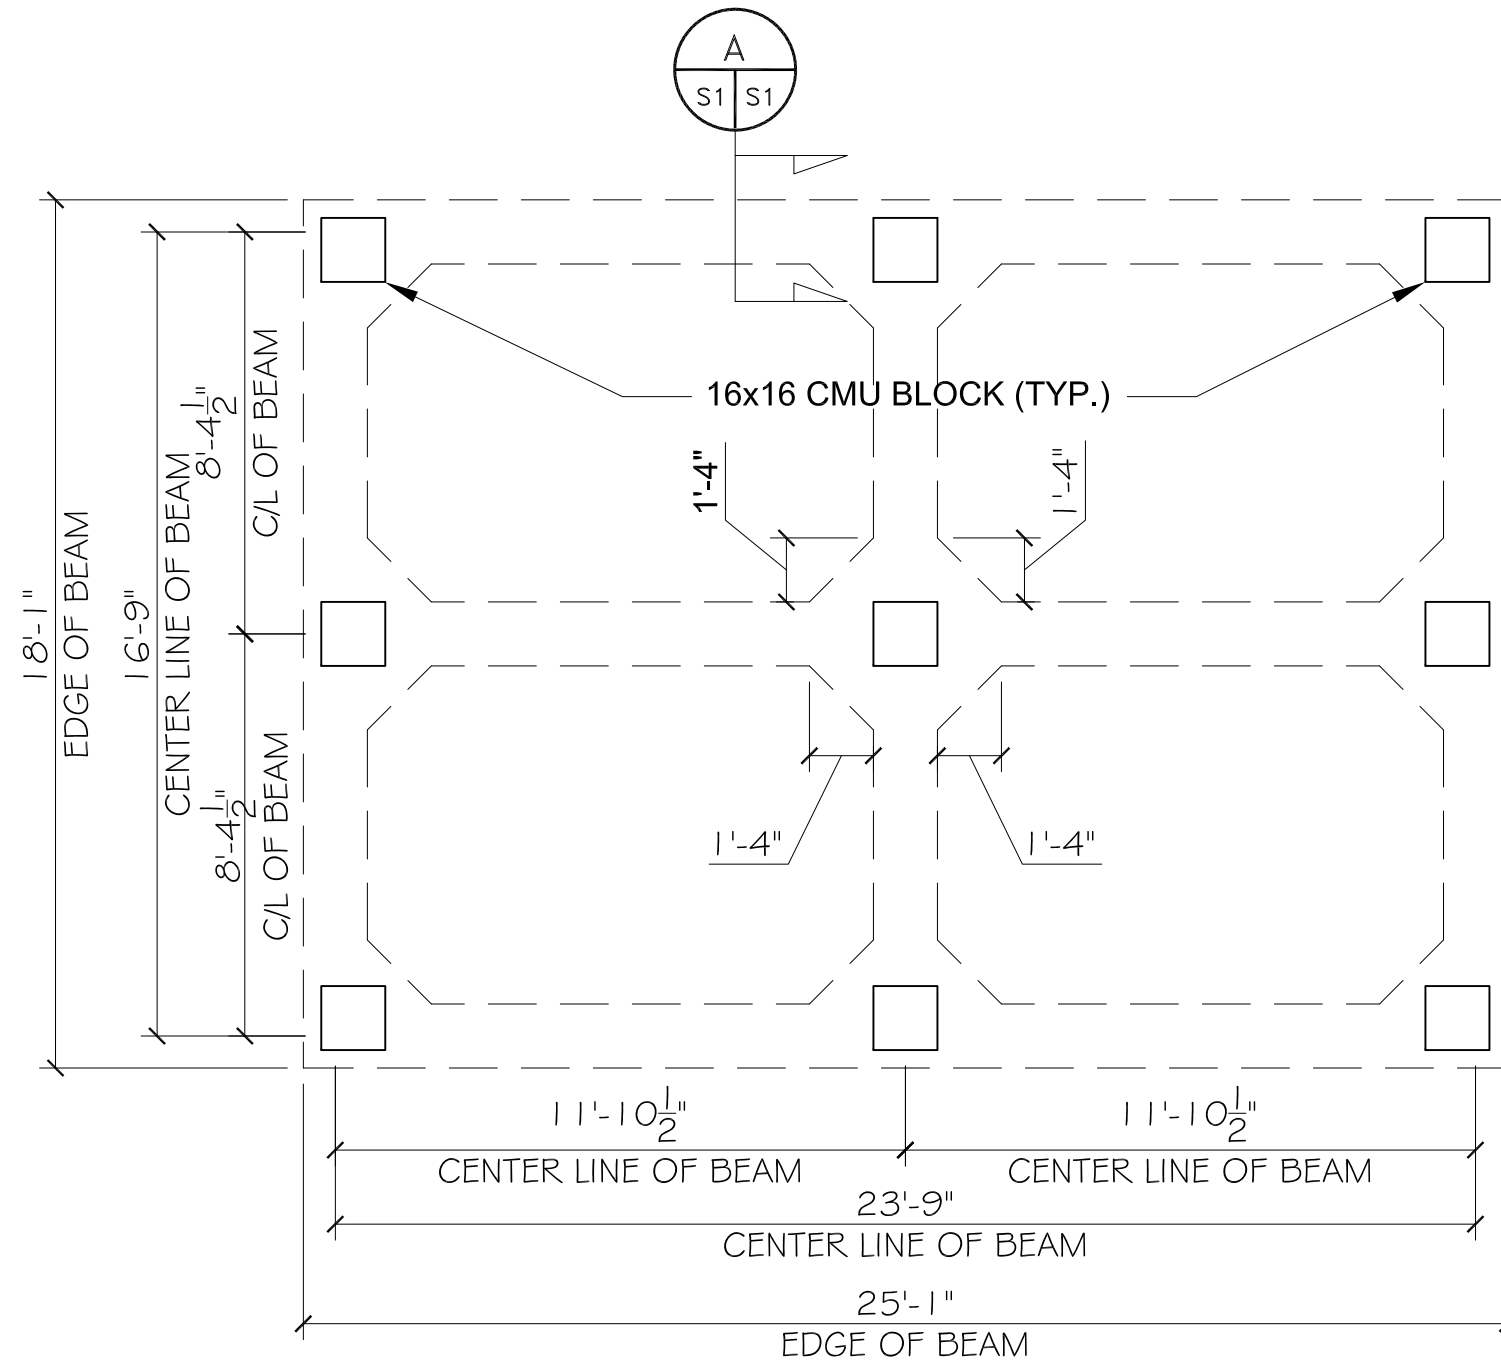 A
S1 S1
16x16 CMU BLOCK (TYP.)
1'-4"
1'-4"
1'-4"
1'-4"
18'-1"
EDGE OF BEAM
16'-9"
CENTER LINE OF BEAM
8'-4½"
C/L OF BEAM
8'-4½"
C/L OF BEAM
11'-10½"
CENTER LINE OF BEAM
11'-10½"
CENTER LINE OF BEAM
23'-9"
CENTER LINE OF BEAM
25'-1"
EDGE OF BEAM